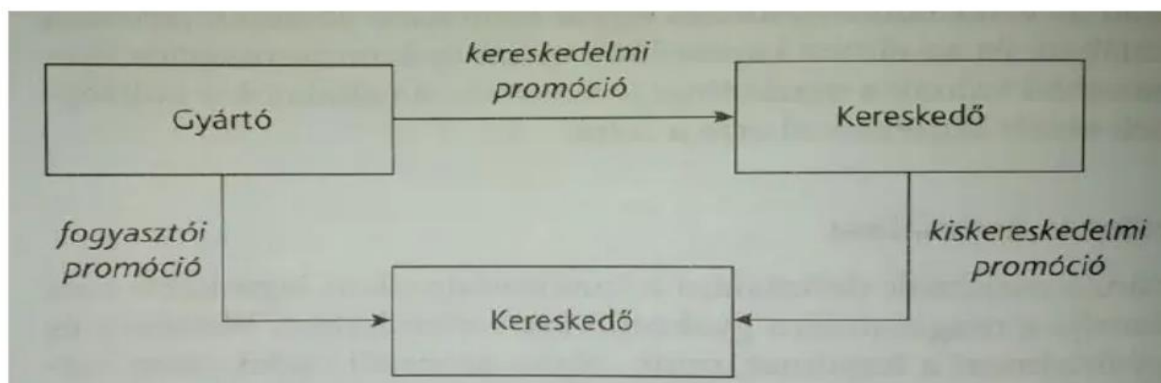 kereskedelmi
promóció
Gyártó
Kereskedő
fogyasztói
promóció
kiskereskedelmi
promóció
Kereskedő